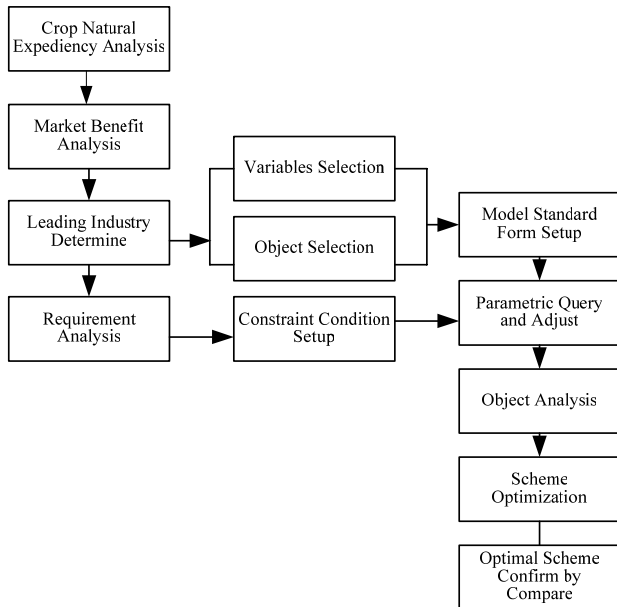 Crop Natural
Expediency Analysis
Market Benefit
Analysis
Leading Industry
Determine
Requirement
Analysis
Variables Selection
Object Selection
Constraint Condition
Setup
Model Standard
Form Setup
Parametric Query
and Adjust
Object Analysis
Scheme
Optimization
Optimal Scheme
Confirm by
Compare